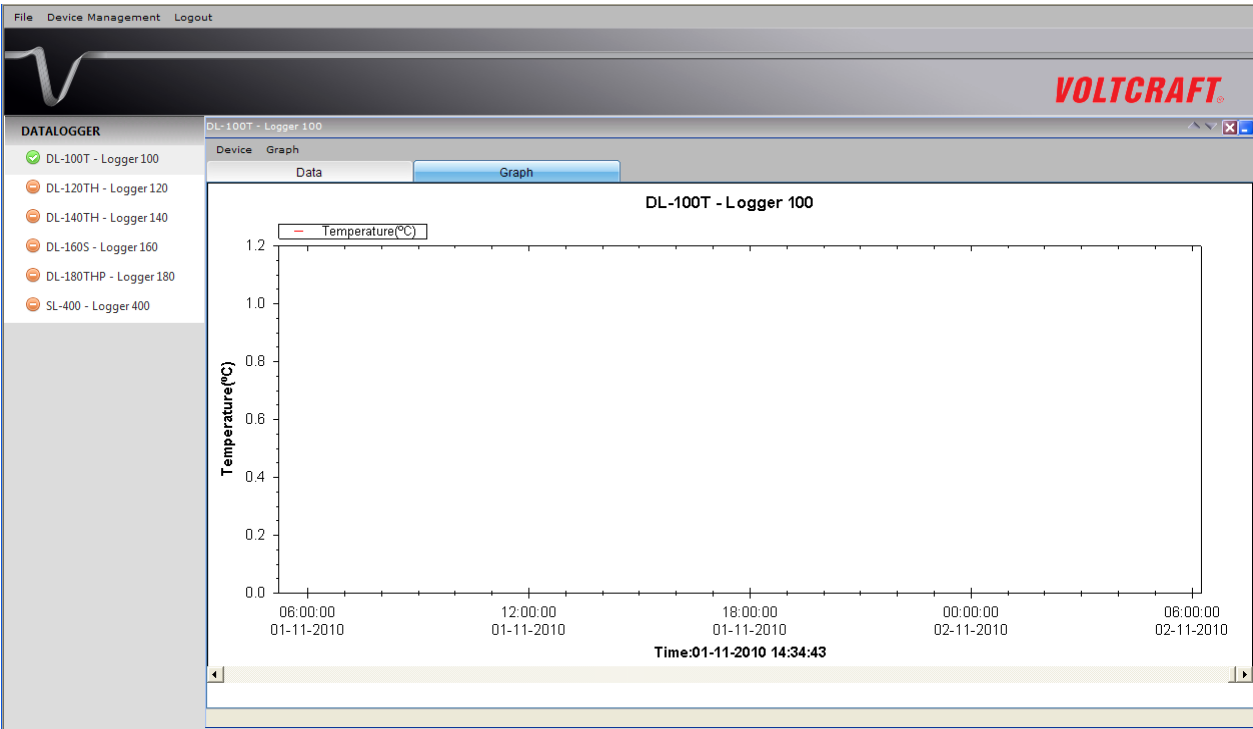 File Device Management Logout
VOLTCRAFT®
DATALOGGER
DL-100T - Logger 100
DL-120TH - Logger 120
DL-140TH - Logger 140
DL-160S - Logger 160
DL-180THP - Logger 180
SL-400 - Logger 400
DL-100T - Logger 100
Device Graph
Data Graph
DL-100T - Logger 100
Temperature(ºC)
1.2
1.0
0.8
0.6
0.4
0.2
0.0
Temperature(ºC)
06:00:00 12:00:00 18:00:00 00:00:00 06:00:00
01-11-2010 01-11-2010 01-11-2010 02-11-2010 02-11-2010
Time:01-11-2010 14:34:43